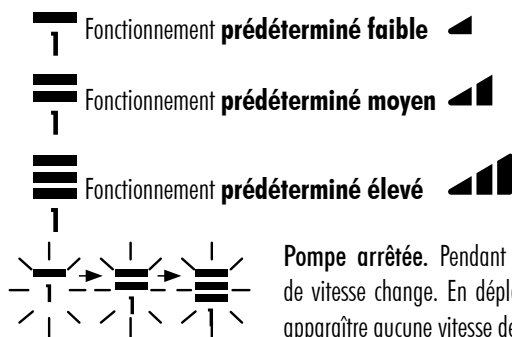 Fonctionnement prédéterminé faible
1
Fonctionnement prédéterminé moyen
1
Fonctionnement prédéterminé élevé
1
1 1 1
Pompe arrêtée. Pendant
de vitesse change. En dépl
apparaître aucune vitesse de